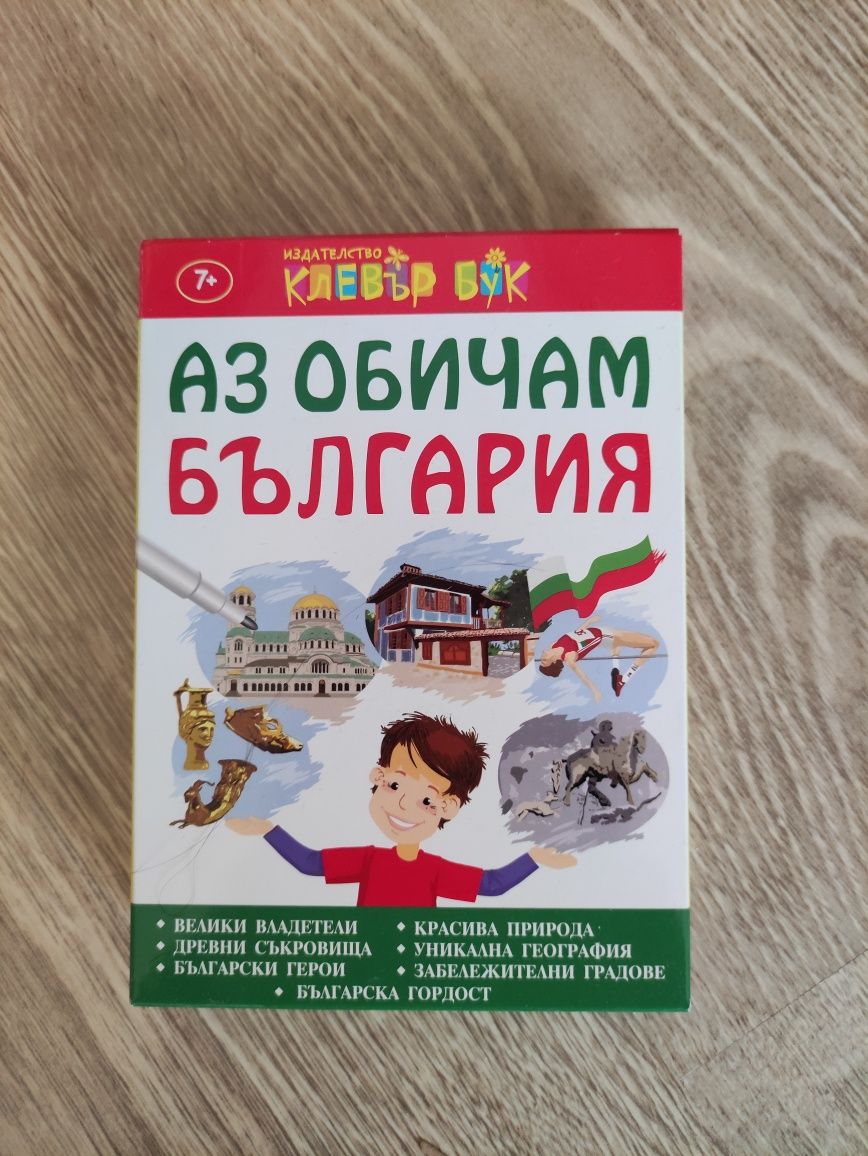 7+
ИЗДАТЕЛСТВО
КЛЕВЪР БУК
АЗ ОБИЧАМ
БЪЛГАРИЯ
• ВЕЛИКИ ВЛАДЕТЕЛИ • КРАСИВА ПРИРОДА
• ДРЕВНИ СЪКРОВИЩА • УНИКАЛНА ГЕОГРАФИЯ
• БЪЛГАРСКИ ГЕРОИ • ЗАБЕЛЕЖИТЕЛНИ ГРАДОВЕ
• БЪЛГАРСКА ГОРДОСТ